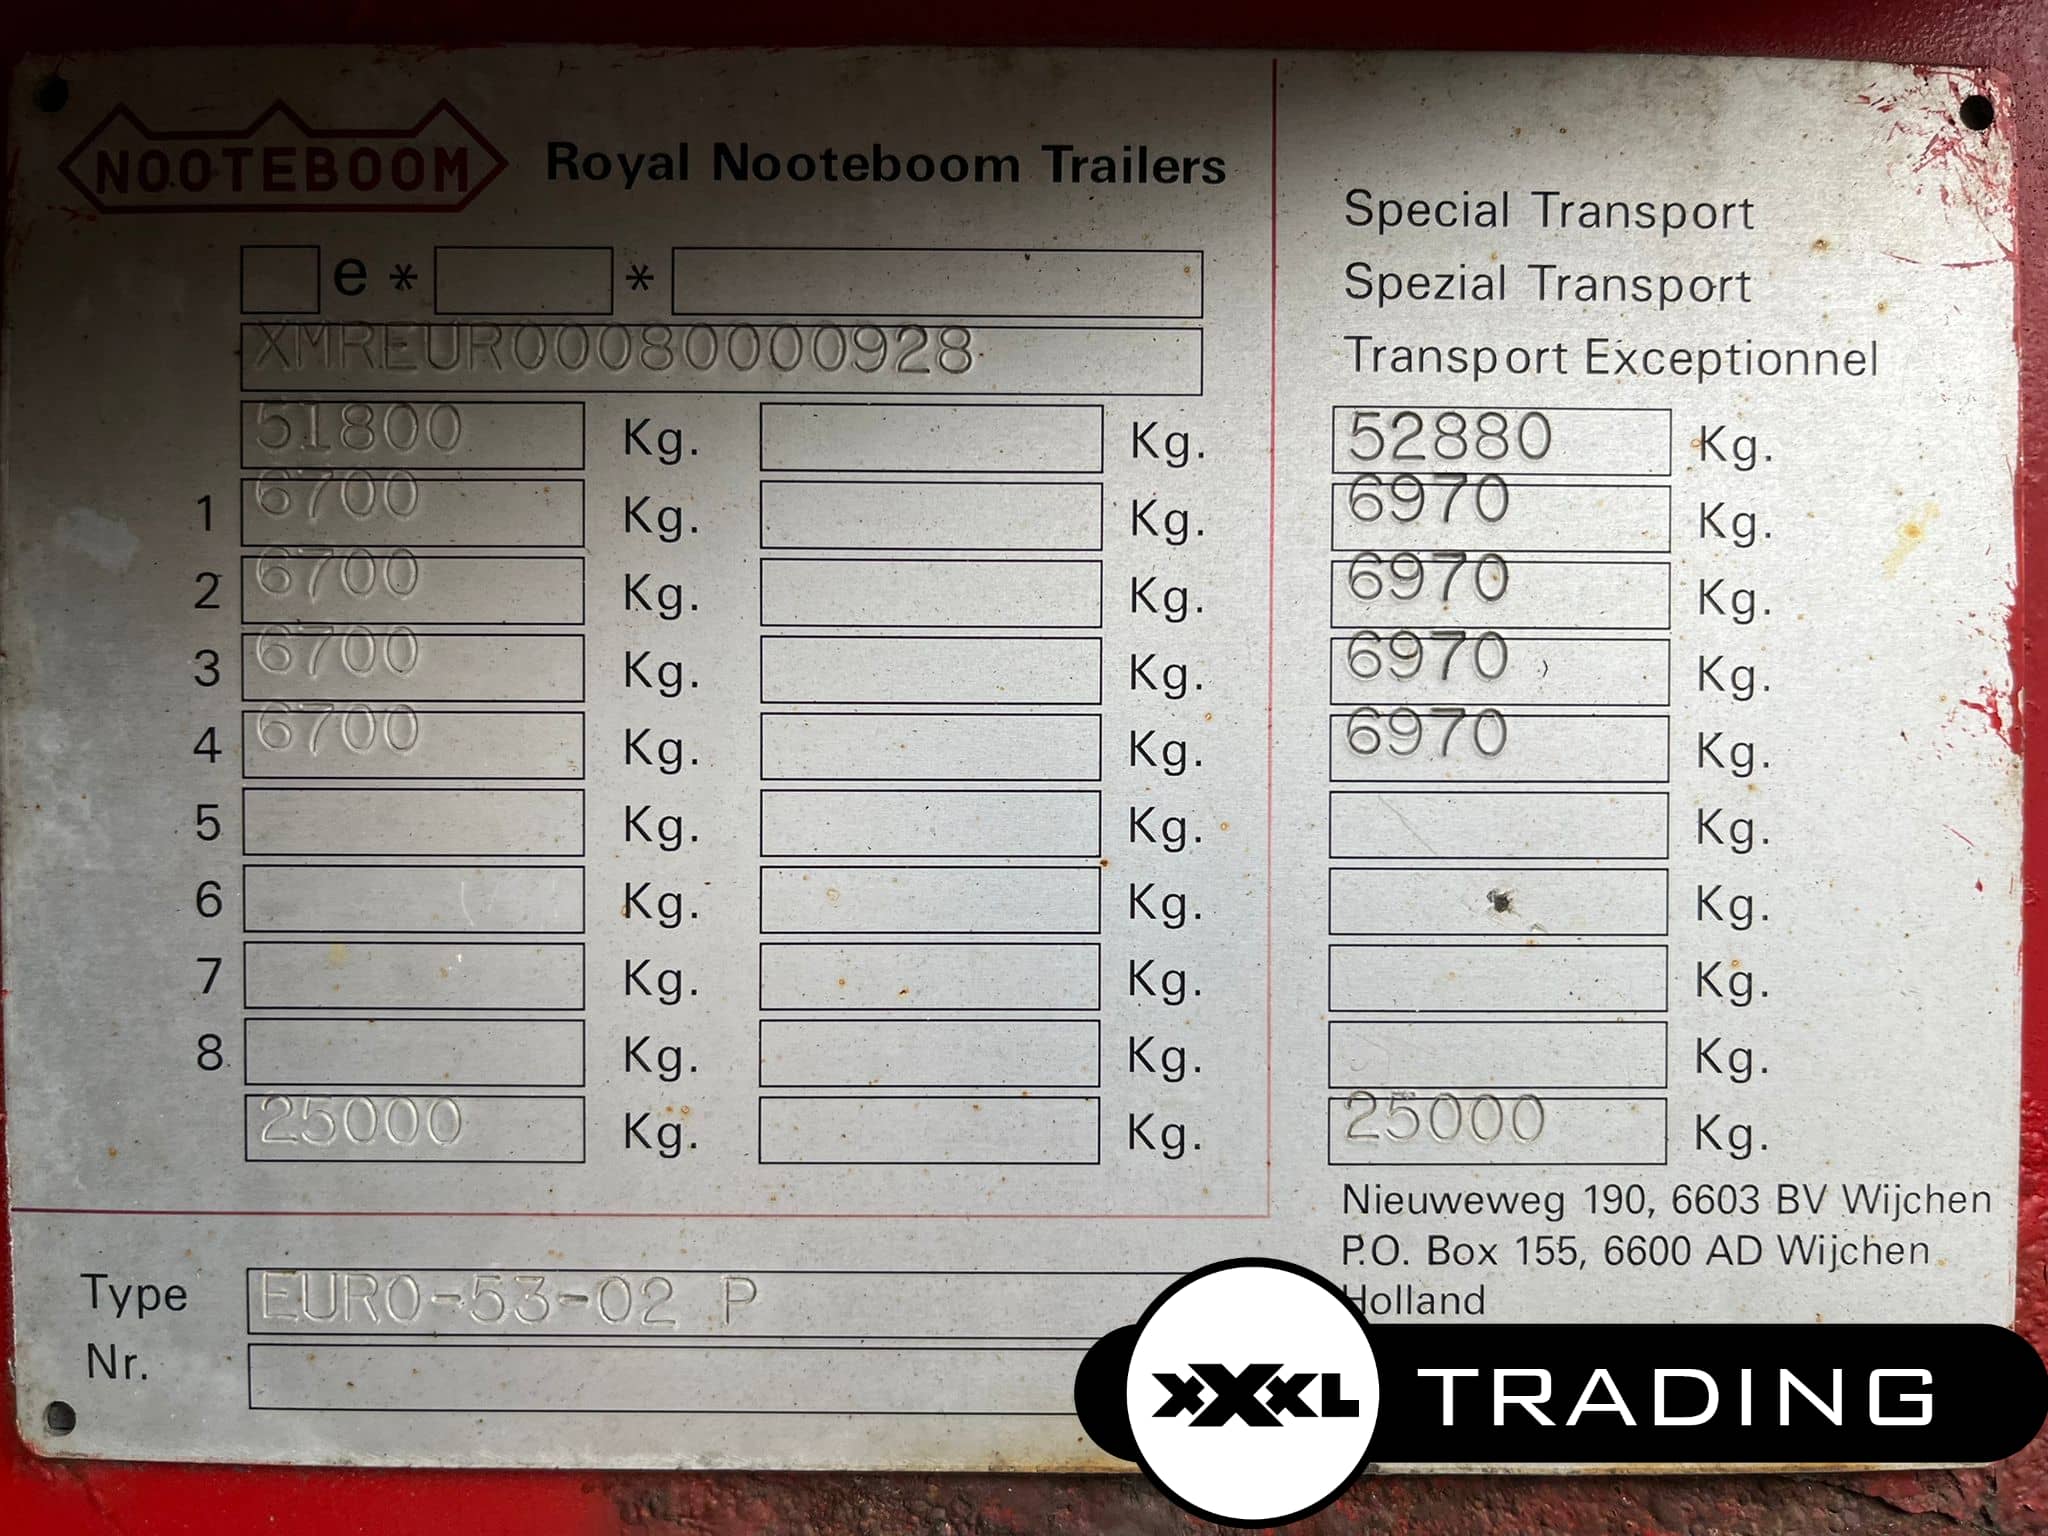 NOOTEBOOM Royal Nooteboom Trailers
Special Transport
Spezial Transport
Transport Exceptionnel
e * *
XMREUR00080000928
51800 Kg. Kg. 52880 Kg.
1 6700 Kg. Kg. 6970 Kg.
2 6700 Kg. Kg. 6970 Kg.
3 6700 Kg. Kg. 6970 Kg.
4 6700 Kg. Kg. 6970 Kg.
5 Kg. Kg. Kg.
6 Kg. Kg. Kg.
7 Kg. Kg. Kg.
8 Kg. Kg. Kg.
25000 Kg. Kg. 25000 Kg.
Nieuweweg 190, 6603 BV Wijchen
P.O. Box 155, 6600 AD Wijchen
Holland
Type EURO-53-02 P
Nr.
XXXL TRADING